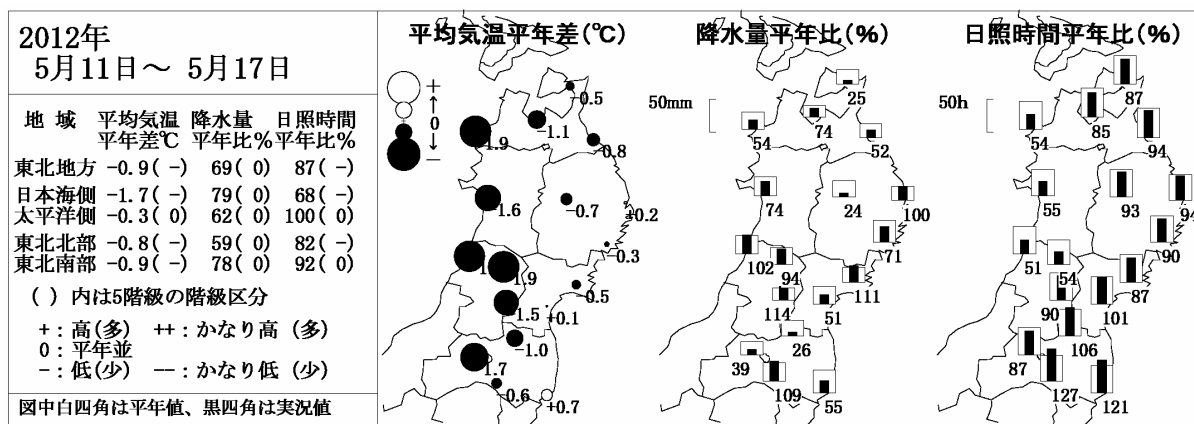 2012年
5月11日～ 5月17日
地 域 平均気温 降水量 日照時間
平年差℃ 平年比% 平年比%
東北地方 -0.9( -) 69( 0) 87( -)
日本海側 -1.7( -) 79( 0) 68( -)
太平洋側 -0.3( 0) 62( 0) 100( 0)
東北北部 -0.8( -) 59( 0) 82( -)
東北南部 -0.9( -) 78( 0) 92( 0)
( ) 内は5階級の階級区分
+ : 高(多) ++ : かなり高 (多)
0 : 平年並
- : 低(少) -- : かなり低 (少)
図中白四角は平年値、黒四角は実況値
平均気温平年差(℃)
+
↑
0
↓
-
-0.5
-1.1
1.9
-0.8
-1.6
-0.7
+0.2
-0.3
1.9
-0.5
-1.5
+0.1
-1.0
1.7
-0.6
+0.7
降水量平年比(%)
50mm
25
74
54
52
74
24
100
71
102
94
111
114
51
26
39
109
55
日照時間平年比(%)
50h
87
85
54
94
55
93
94
90
51
54
87
90
101
106
87
127
121